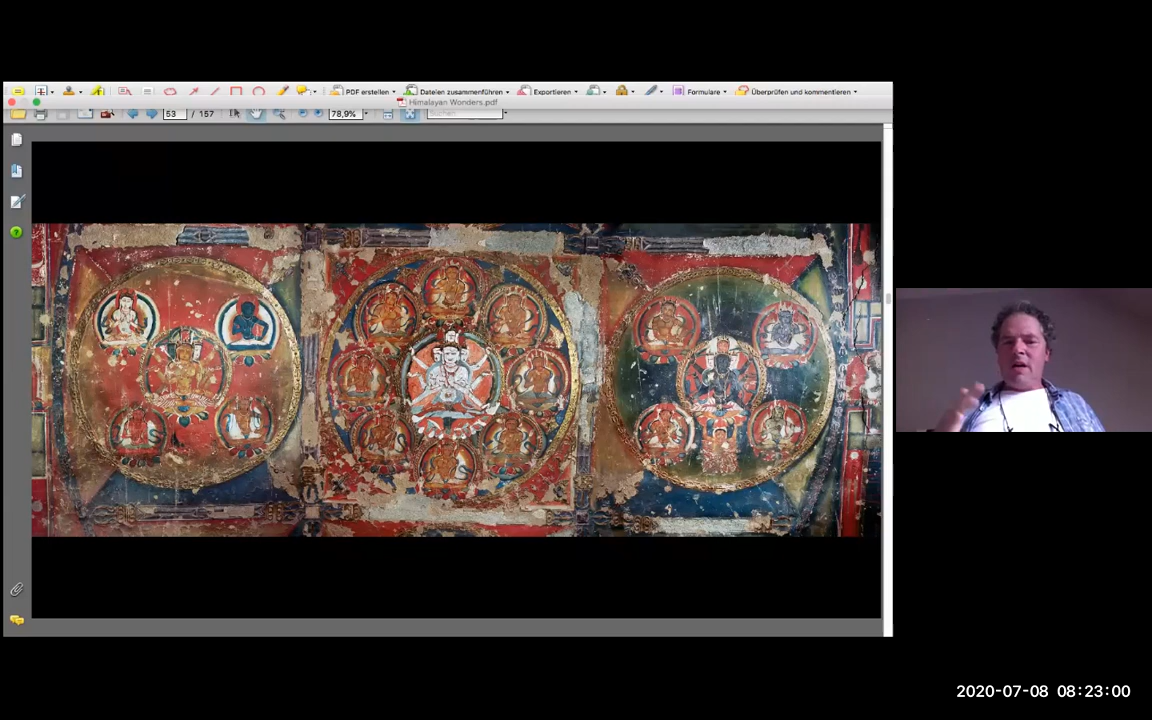 PDF erstellen
Dateien zusammenführen
Exportieren
Formulare
Überprüfen und kommentieren
Himalayan Wonders.pdf
53 / 157
78,9%
2020-07-08 08:23:00